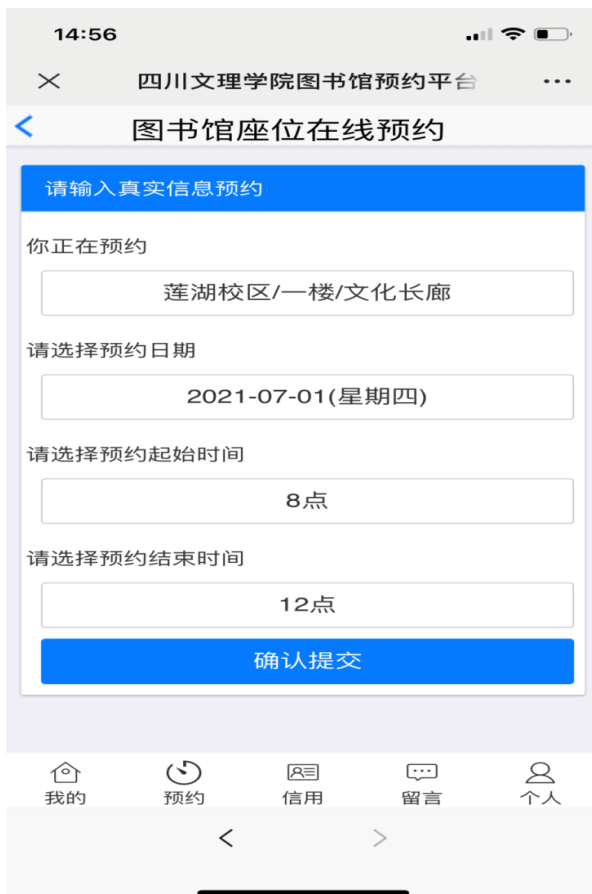 14:56
四川文理学院图书馆预约平台
图书馆座位在线预约
请输入真实信息预约
你正在预约
莲湖校区/一楼/文化长廊
请选择预约日期
2021-07-01(星期四)
请选择预约起始时间
8点
请选择预约结束时间
12点
确认提交
我的 预约 信用 留言 个人